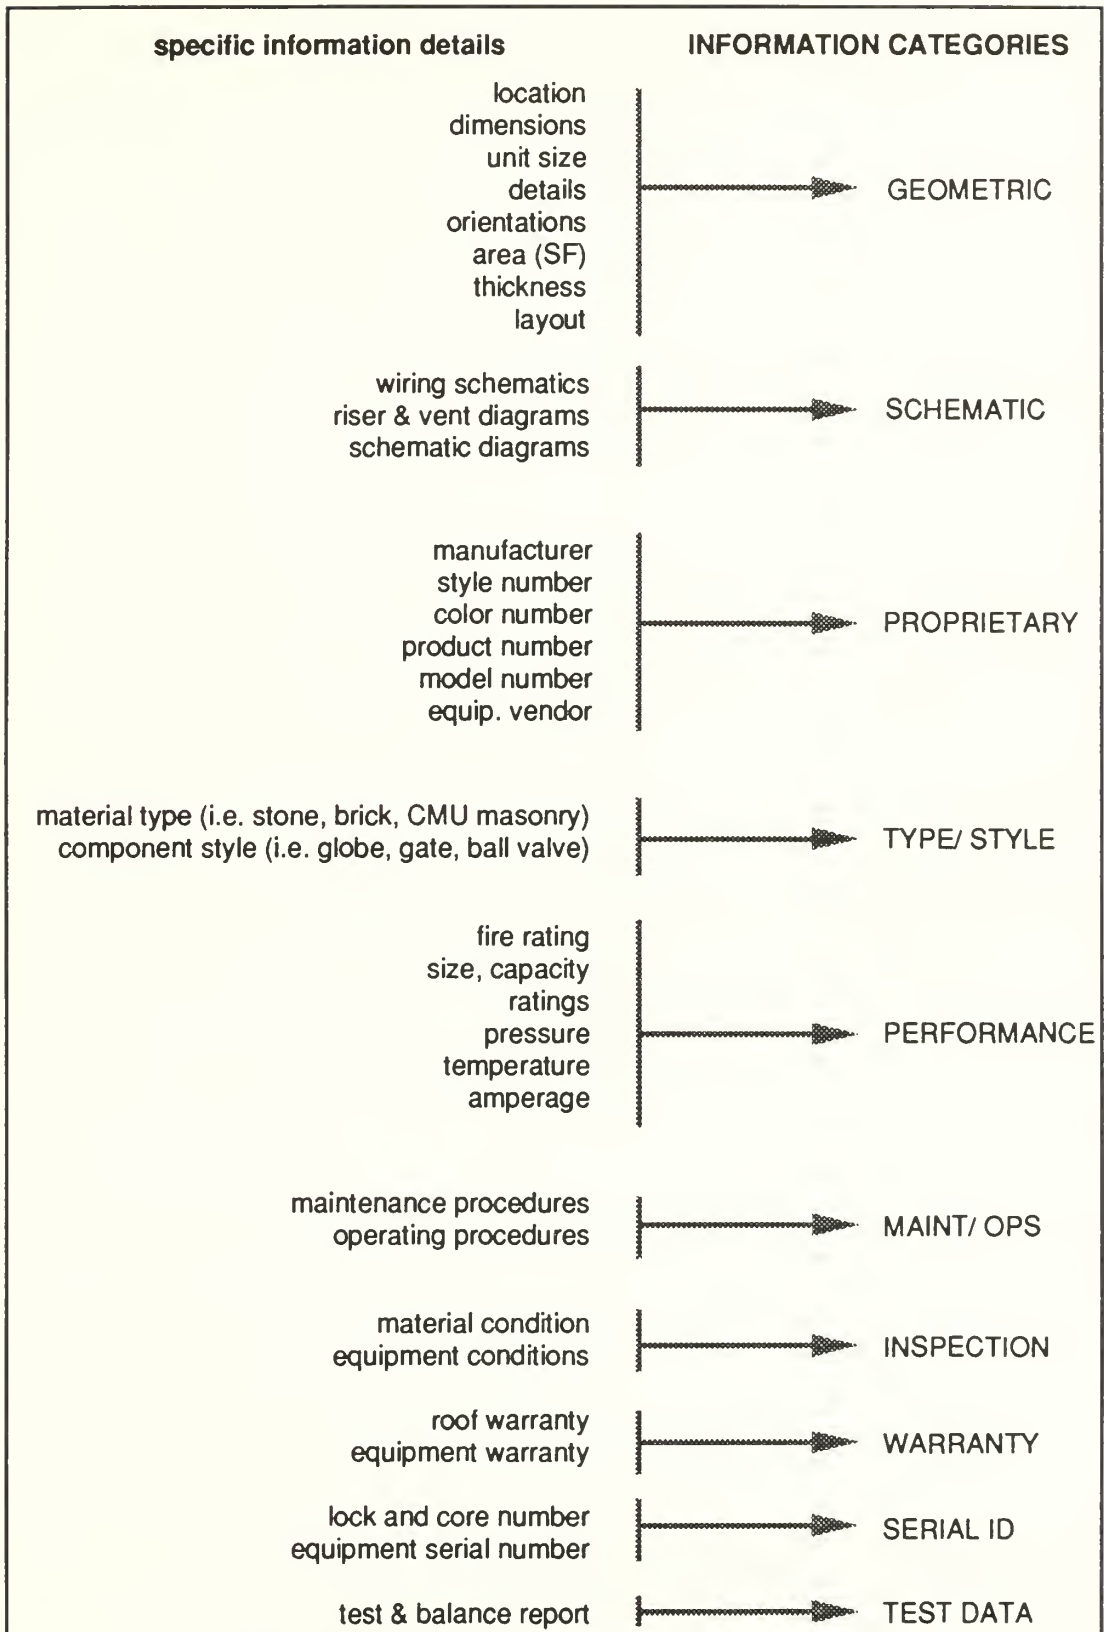 specific information details INFORMATION CATEGORIES
location
dimensions
unit size
details GEOMETRIC
orientations
area (SF)
thickness
layout
wiring schematics
riser & vent diagrams SCHEMATIC
schematic diagrams
manufacturer
style number
color number PROPRIETARY
product number
model number
equip. vendor
material type (i.e. stone, brick, CMU masonry) TYPE/ STYLE
component style (i.e. globe, gate, ball valve)
fire rating
size, capacity
ratings
pressure PERFORMANCE
temperature
amperage
maintenance procedures MAINT/ OPS
operating procedures
material condition INSPECTION
equipment conditions
roof warranty WARRANTY
equipment warranty
lock and core number SERIAL ID
equipment serial number
test & balance report TEST DATA